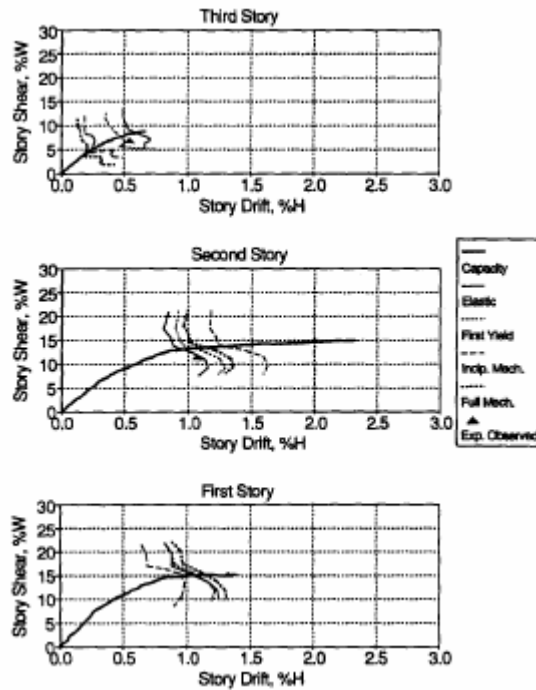 Third Story
Story Shear, %W
30
25
20
15
10
5
0
0.0 0.5 1.0 1.5 2.0 2.5 3.0
Story Drift, %H
Second Story
Story Shear, %W
30
25
20
15
10
5
0
0.0 0.5 1.0 1.5 2.0 2.5 3.0
Story Drift, %H
Capacity
Elastic
First Yield
Incip. Mech.
Full Mech.
Exp. Observed
First Story
Story Shear, %W
30
25
20
15
10
5
0
0.0 0.5 1.0 1.5 2.0 2.5 3.0
Story Drift, %H